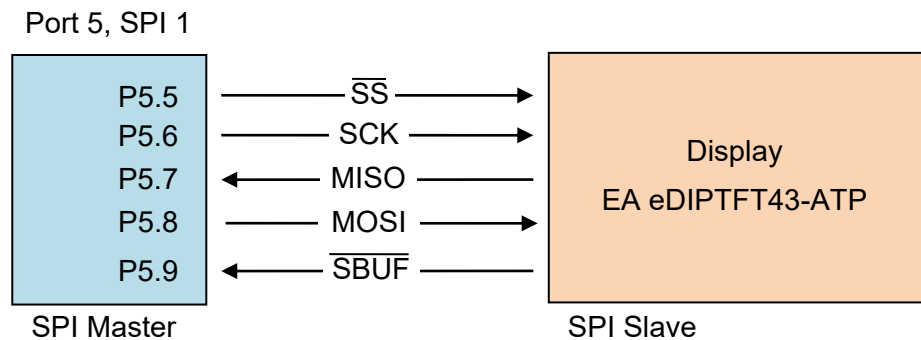 Port 5, SPI 1
P5.5
SS
P5.6
SCK
P5.7
MISO
P5.8
MOSI
P5.9
SBUF
Display
EA eDIPTFT43-ATP
SPI Master
SPI Slave